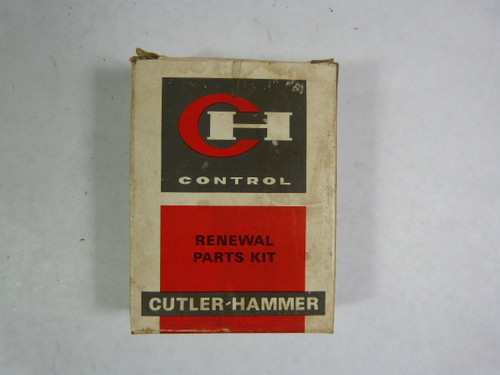 CH
CONTROL
RENEWAL
PARTS KIT
CUTLER-HAMMER